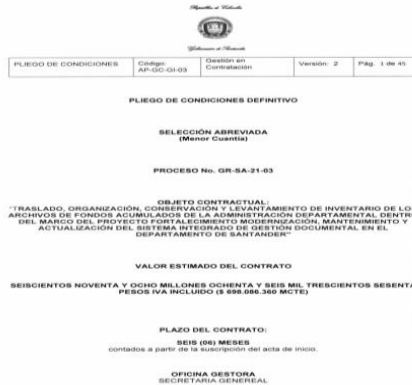 República de Colombia
Gobernación de Santander
PLIEGO DE CONDICIONES
Código:
AP-GC-GI-03
Gestión en
Contratación
Versión: 2
Pág. 1 de 45
PLIEGO DE CONDICIONES DEFINITIVO
SELECCIÓN ABREVIADA
(Menor Cuantía)
PROCESO No. GR-SA-21-03
OBJETO CONTRACTUAL:
"TRASLADO, ORGANIZACIÓN, CONSERVACIÓN Y LEVANTAMIENTO DE INVENTARIO DE LO
ARCHIVOS DE FONDOS ACUMULADOS DE LA ADMINISTRACIÓN DEPARTAMENTAL DENTR
DEL MARCO DEL PROYECTO FORTALECIMIENTO MODERNIZACIÓN, MANTENIMIENTO Y
ACTUALIZACIÓN DEL SISTEMA INTEGRADO DE GESTIÓN DOCUMENTAL EN EL
DEPARTAMENTO DE SANTANDER"
VALOR ESTIMADO DEL CONTRATO
SEISCIENTOS NOVENTA Y OCHO MILLONES OCHENTA Y SEIS MIL TRESCIENTOS SESENT
PESOS IVA INCLUIDO ($ 698.086.360 MCTE)
PLAZO DEL CONTRATO:
SEIS (06) MESES
contados a partir de la suscripción del acta de inicio.
OFICINA GESTORA
SECRETARIA GENEREAL